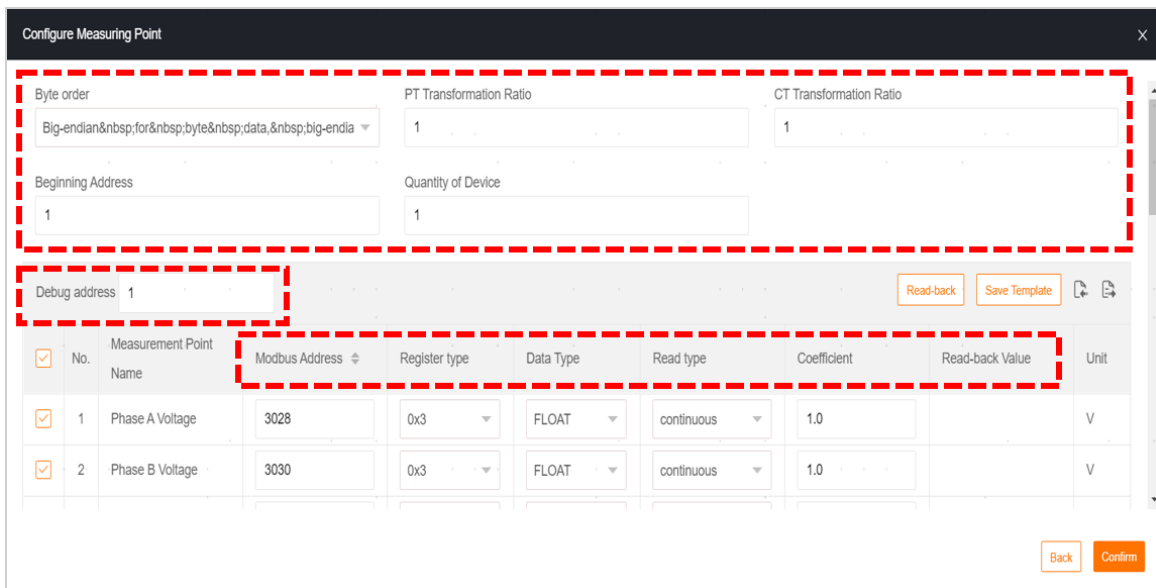 Configure Measuring Point X
Byte order PT Transformation Ratio CT Transformation Ratio
Big-endian&nbsp;for&nbsp;byte&nbsp;data,&nbsp;big-endia 1 1
Beginning Address Quantity of Device
1 1
Debug address 1 Read-back Save Template
No. Measurement Point Name Modbus Address Register type Data Type Read type Coefficient Read-back Value Unit
1 Phase A Voltage 3028 0x3 FLOAT continuous 1.0 V
2 Phase B Voltage 3030 0x3 FLOAT continuous 1.0 V
Back Confirm